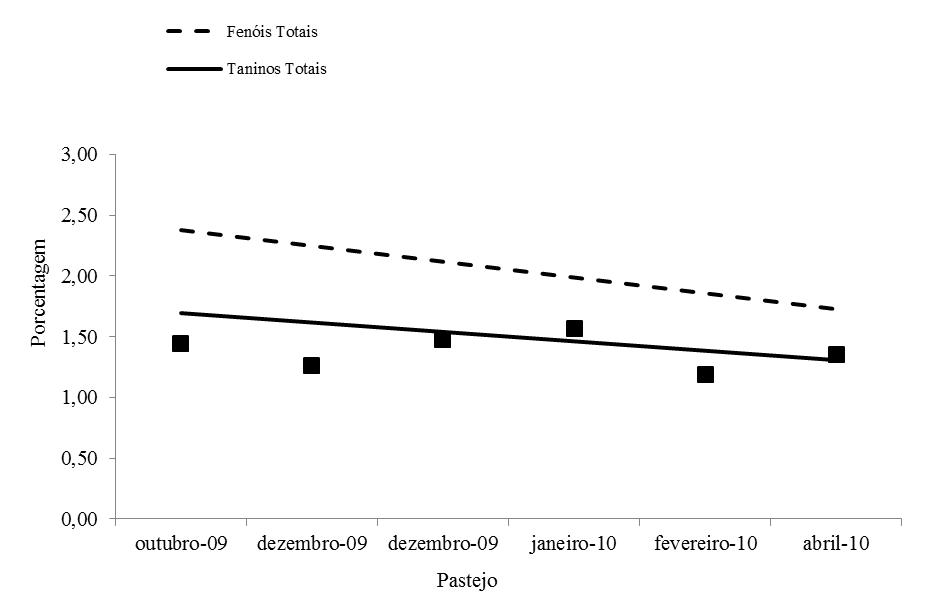 Fenóis Totais
Taninos Totais
Porcentagem
3,00
2,50
2,00
1,50
1,00
0,50
0,00
outubro-09 dezembro-09 dezembro-09 janeiro-10 fevereiro-10 abril-10
Pastejo